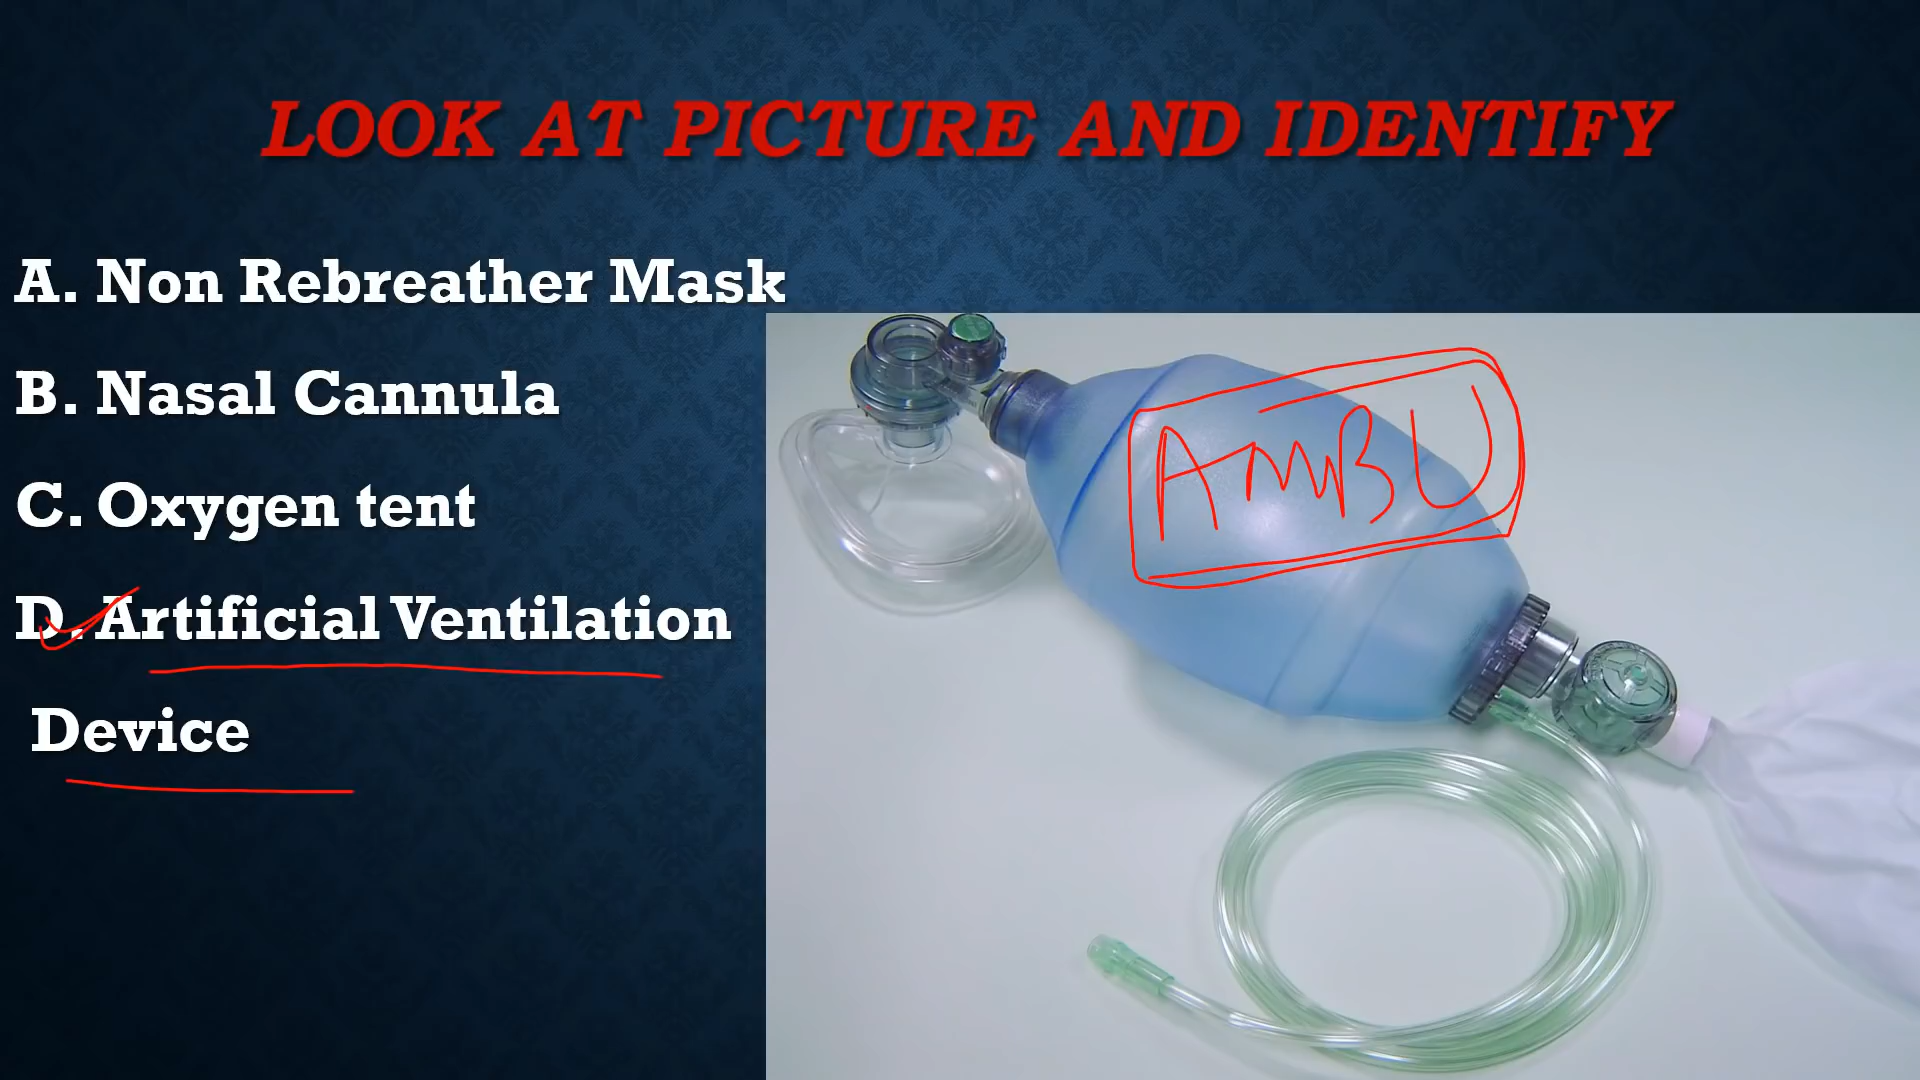 LOOK AT PICTURE AND IDENTIFY
A. Non Rebreather Mask
B. Nasal Cannula
C. Oxygen tent
D. Artificial Ventilation
Device
AMBU